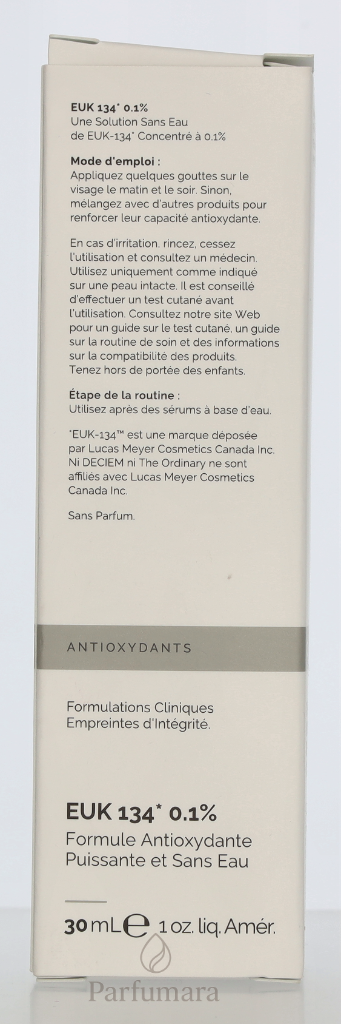 EUK 134* 0.1%
Une Solution Sans Eau
de EUK-134* Concentré à 0.1%
Mode d'emploi :
Appliquez quelques gouttes sur le
visage le matin et le soir. Sinon,
mélangez avec d'autres produits pour
renforcer leur capacité antioxydante.
En cas d'irritation, rincez, cessez
l'utilisation et consultez un médecin.
Utilisez uniquement comme indiqué
sur une peau intacte. Il est conseillé
d'effectuer un test cutané avant
l'utilisation. Consultez notre site Web
pour un guide sur le test cutané, un guide
sur la routine de soin et des informations
sur la compatibilité des produits.
Tenez hors de portée des enfants.
Étape de la routine :
Utilisez après des sérums à base d'eau.
*EUK-134™ est une marque déposée
par Lucas Meyer Cosmetics Canada Inc.
Ni DECIEM ni The Ordinary ne sont
affiliés avec Lucas Meyer Cosmetics
Canada Inc.
Sans Parfum.
ANTIOXYDANTS
Formulations Cliniques
Empreintes d'Intégrité.
EUK 134* 0.1%
Formule Antioxydante
Puissante et Sans Eau
30 mL ℮ 1 oz. liq. Amér.
Parfumara